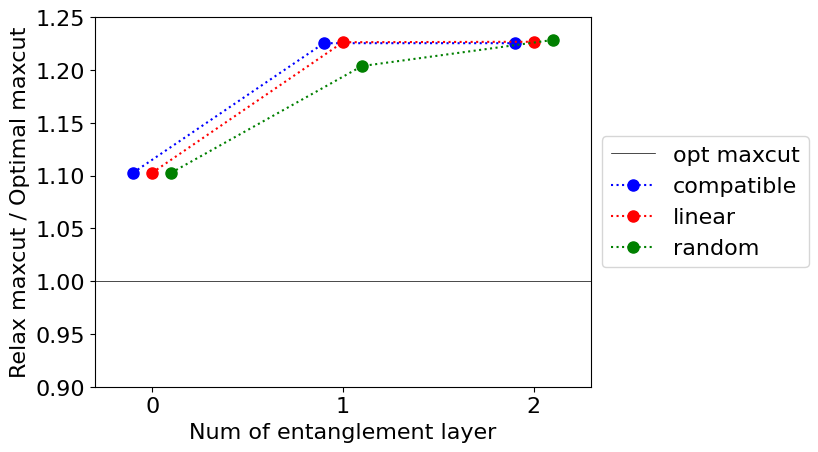 Relax maxcut / Optimal maxcut
1.25
1.20
1.15
1.10
1.05
1.00
0.95
0.90
0
1
2
Num of entanglement layer
opt maxcut
compatible
linear
random